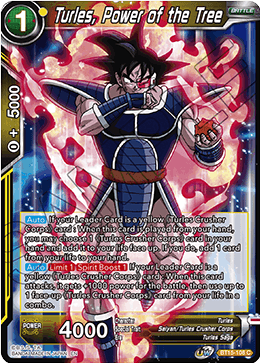 1
Turles, Power of the Tree
BATTLE
0 + 5000
Auto If your Leader Card is a yellow ⟨Turles Crusher
Corps⟩ card : When this card is played from your hand,
you may choose 1 ⟨Turles Crusher Corps⟩ card in your
hand and add it to your life face up. If you do, add 1 card
from your life to your hand.
Auto Limit 1 Spirit Boost 1 If your Leader Card is a
yellow ⟨Turles Crusher Corps⟩ card : When this card
attacks, it gets +1000 power for the battle, then use up to
1 face-up ⟨Turles Crusher Corps⟩ card from your life in a
combo.
POWER
4000
Turles
Saiyan/Turles Crusher Corps
Turles Saga
BT15-108 C